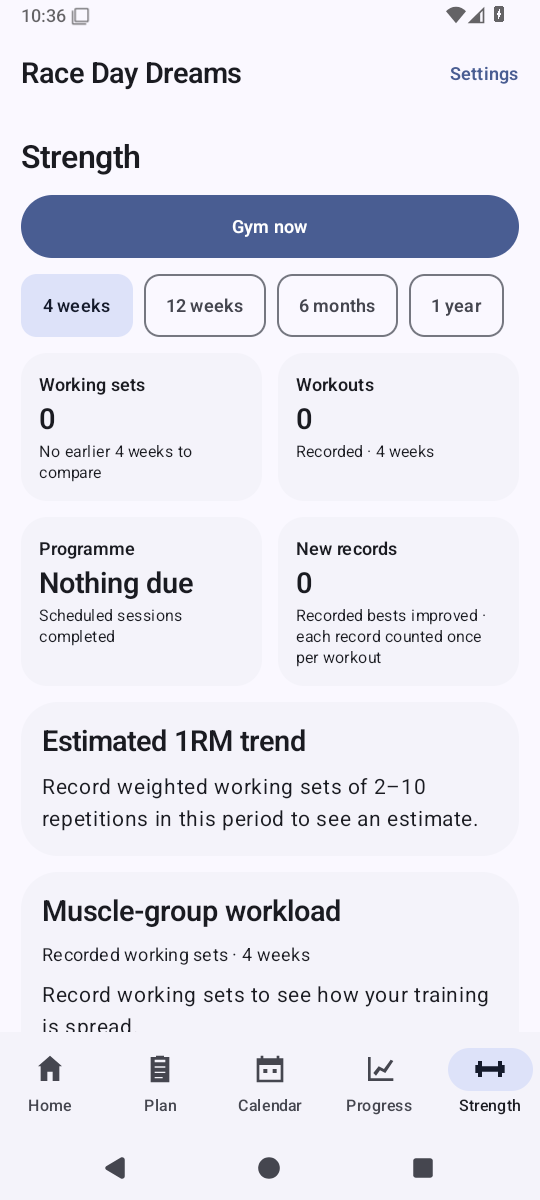 10:36
Race Day Dreams
Settings
Strength
Gym now
4 weeks
12 weeks
6 months
1 year
Working sets
0
No earlier 4 weeks to
compare
Workouts
0
Recorded · 4 weeks
Programme
Nothing due
Scheduled sessions
completed
New records
0
Recorded bests improved ·
each record counted once
per workout
Estimated 1RM trend
Record weighted working sets of 2–10
repetitions in this period to see an estimate.
Muscle-group workload
Recorded working sets · 4 weeks
Record working sets to see how your training
is spread
Home
Plan
Calendar
Progress
Strength